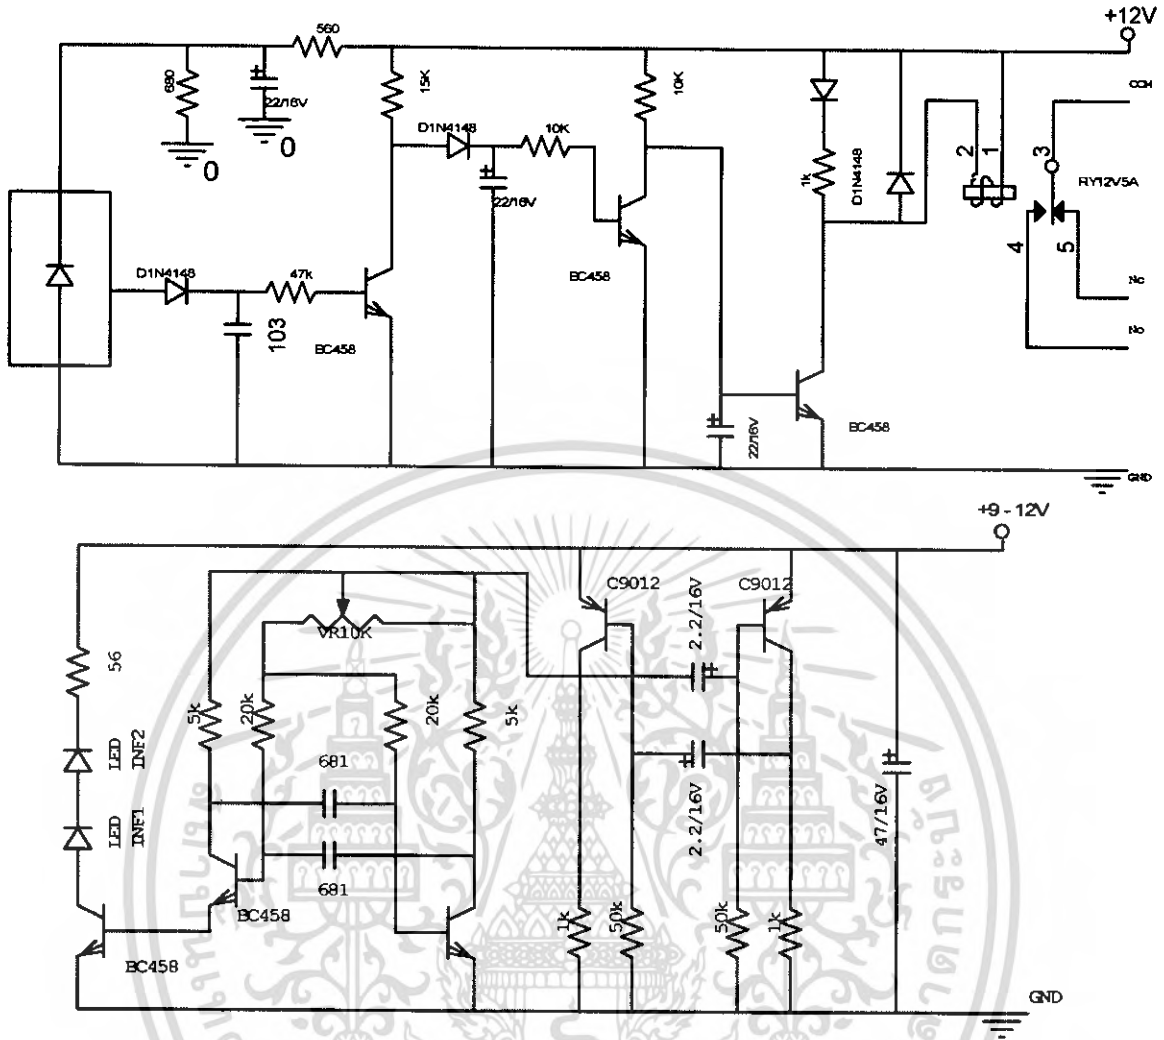 +12V
560
680
22/16V
15K
10K
COM
0
0
D1N4148
10K
22/16V
1k
D1N4148
2
1
3
RY12V5A
4
5
D1N4148
47k
103
BC458
BC458
Nc
No
22/16V
BC458
GND
+9 - 12V
C9012
C9012
VR10K
2.2/16V
56
5k
20k
20k
5k
LED
INF2
681
LED
INF1
2.2/16V
47/16V
681
BC458
BC458
1k
50k
50k
1k
GND